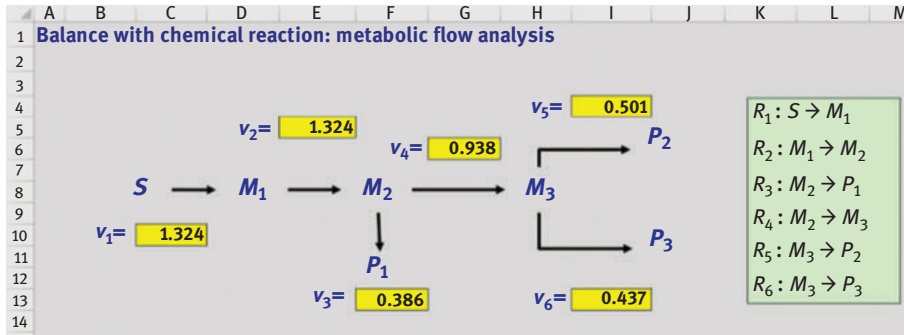 A B C D E F G H I J K L M
1 Balance with chemical reaction: metabolic flow analysis
2
3
4 v₅= 0.501 R₁: S → M₁
5 v₂= 1.324 P₂
6 v₄= 0.938 R₂: M₁ → M₂
7 R₃: M₂ → P₁
8 S M₁ M₂ M₃
9 R₄: M₂ → M₃
10 v₁= 1.324 P₃
11 P₁ R₅: M₃ → P₂
12 R₆: M₃ → P₃
13 v₃= 0.386 v₆= 0.437
14